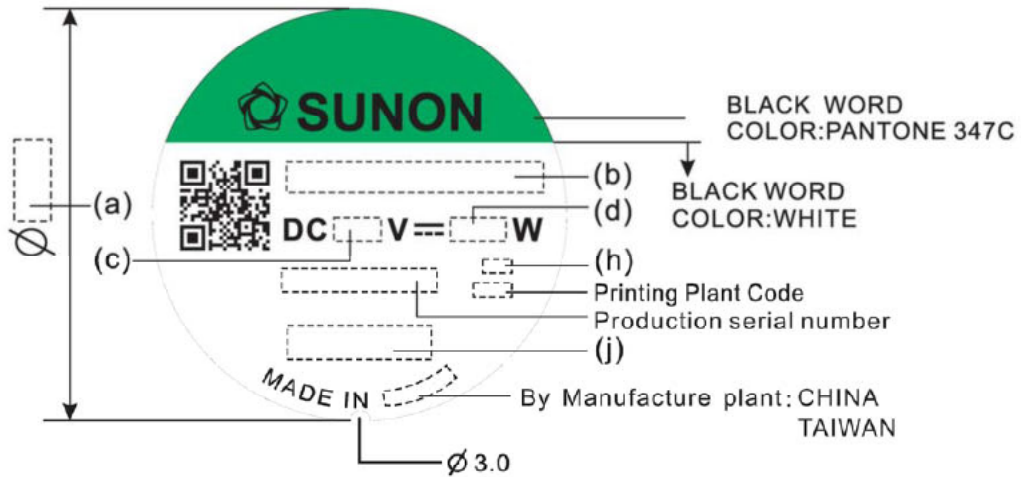 SUNON
BLACK WORD
COLOR:PANTONE 347C
BLACK WORD
COLOR:WHITE
(a)
Ø
(b)
(d)
DC V⎓ W
(c)
(h)
Printing Plant Code
Production serial number
(j)
MADE IN
By Manufacture plant: CHINA
TAIWAN
Ø 3.0